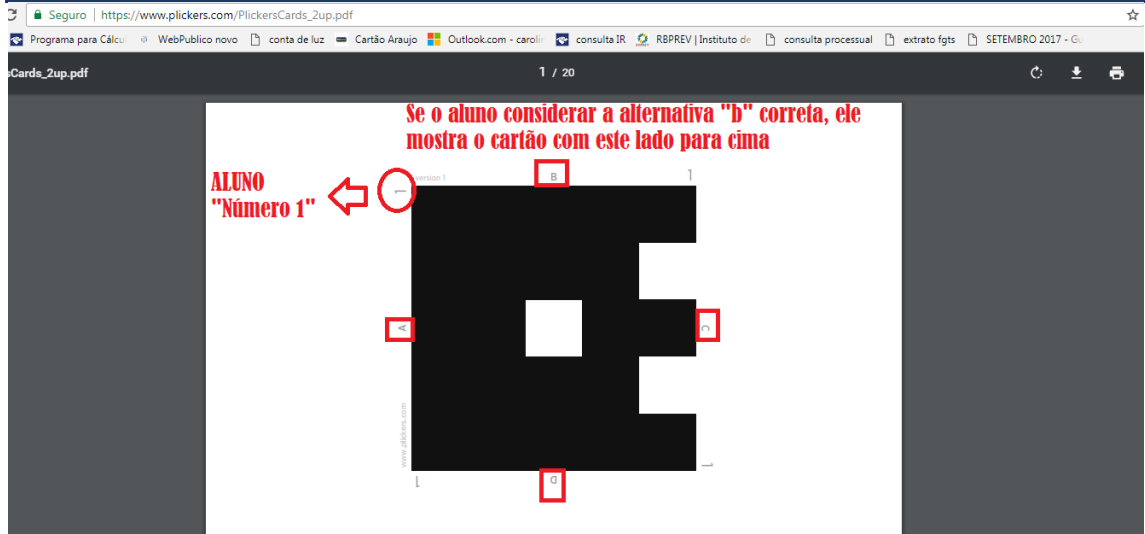 Seguro | https://www.plickers.com/PlickersCards_2up.pdf
Programa para Cálcu WebPublico novo conta de luz Cartão Araujo Outlook.com - carolin consulta IR RBPREV | Instituto de consulta processual extrato fgts SETEMBRO 2017 - Gu
sCards_2up.pdf 1 / 20
Se o aluno considerar a alternativa "b" correta, ele
mostra o cartão com este lado para cima
ALUNO
"Número 1"
1 version 1 B 1
A C
www.plickers.com
1 D 1